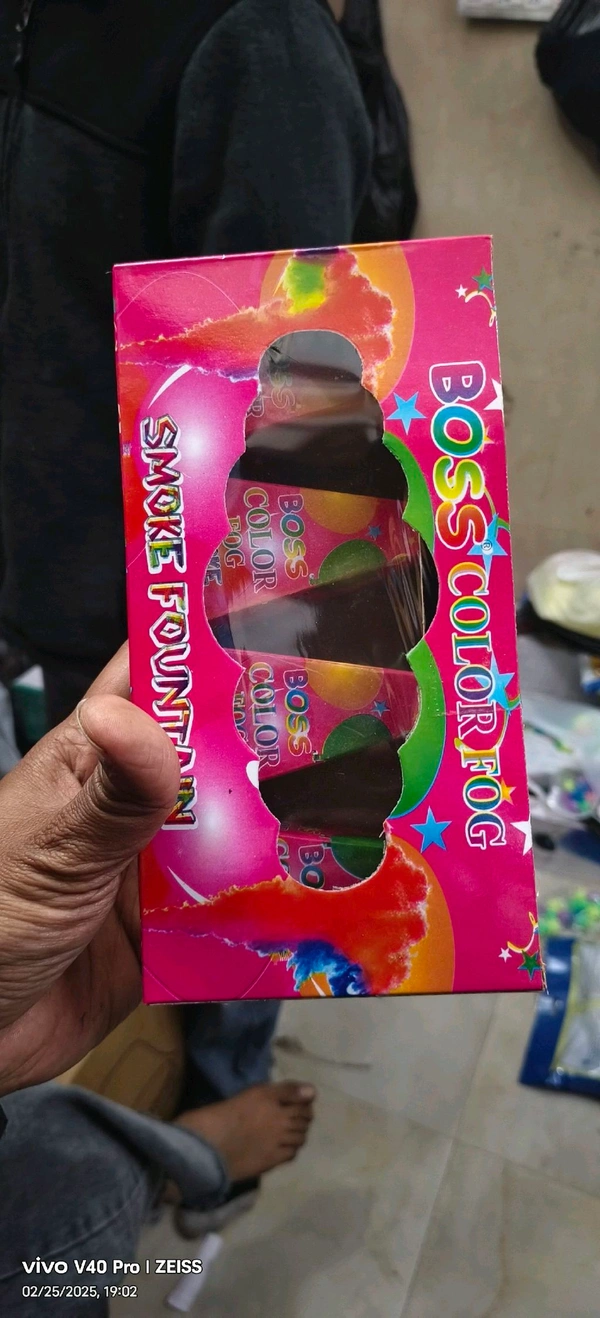 BOSS® COLOR FOG
SMOKE FOUNTAIN
BOSS
COLOR
FOG
BOSS
COLOR
vivo V40 Pro | ZEISS
02/25/2025, 19:02